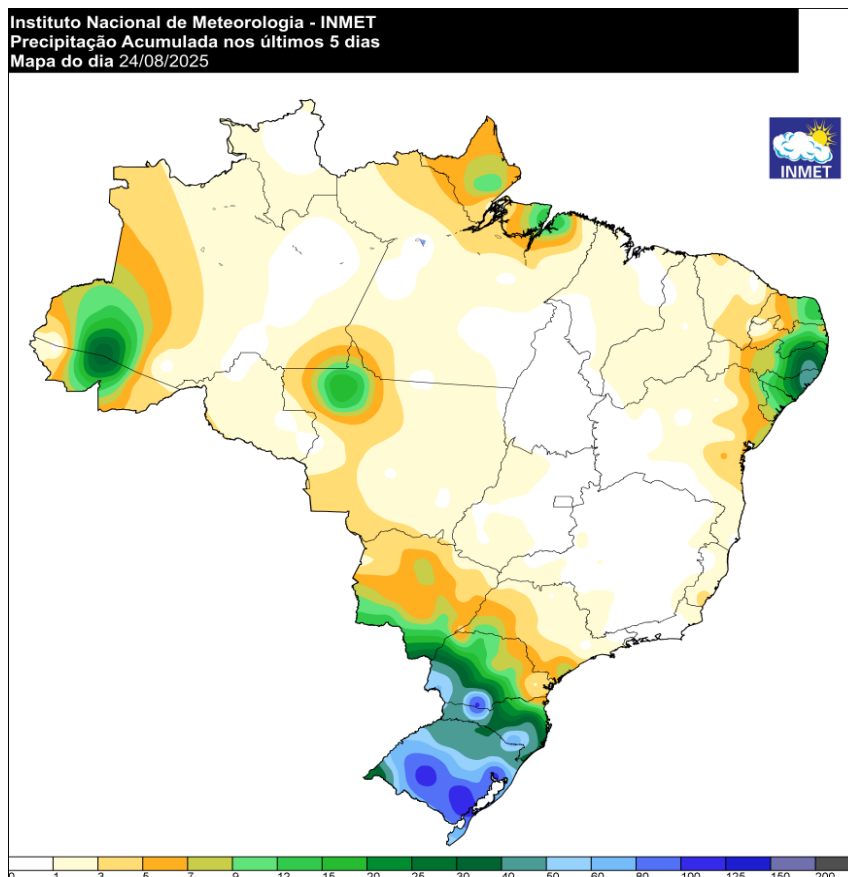 Instituto Nacional de Meteorologia - INMET
Precipitação Acumulada nos últimos 5 dias
Mapa do dia 24/08/2025
INMET
0 1 3 5 7 9 12 15 20 25 30 40 50 60 80 100 125 150 200